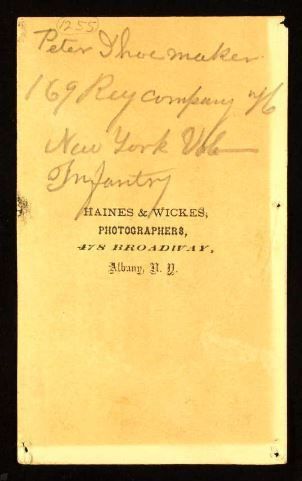 (1255)
Peter Shoemaker
169 Reg company
New York Vol
Infantry
HAINES & WICKES,
PHOTOGRAPHERS,
478 BROADWAY,
Albany, N. Y.